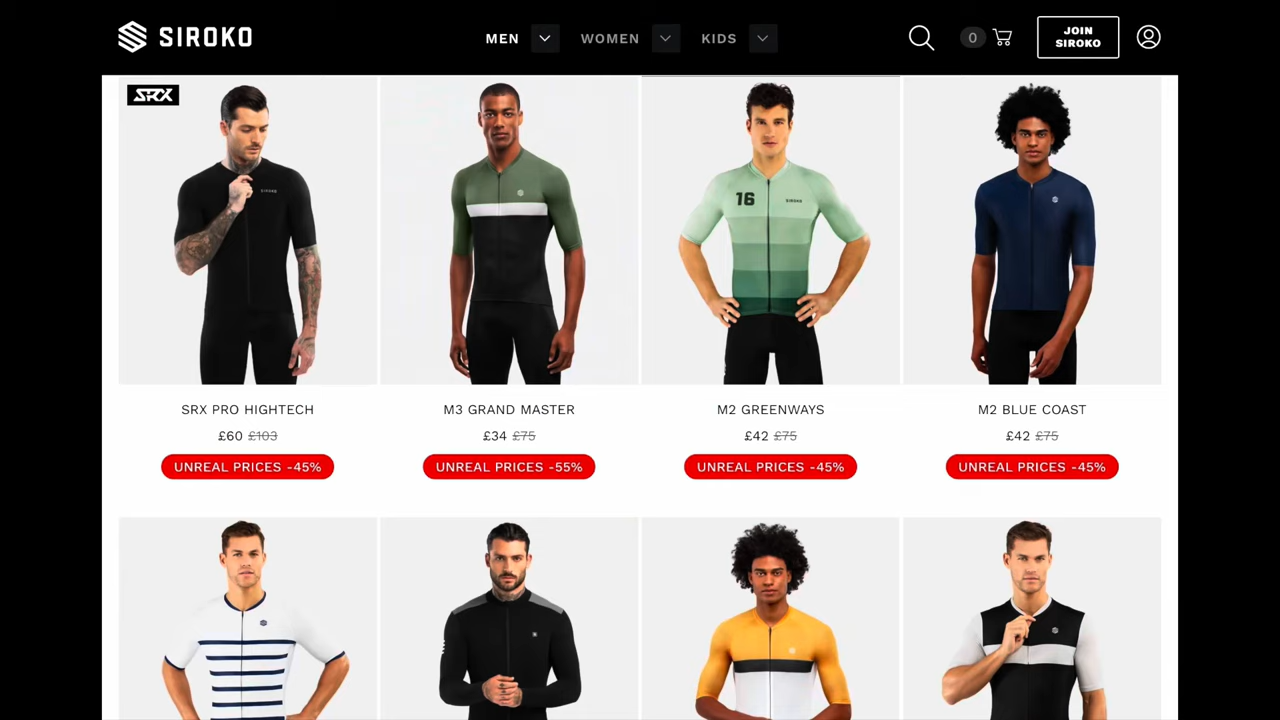 SIROKO
MEN
WOMEN
KIDS
0
JOIN
SIROKO
SRX
SIROKO
16
SIROKO
SRX PRO HIGHTECH
M3 GRAND MASTER
M2 GREENWAYS
M2 BLUE COAST
£60 £103
£34 £75
£42 £75
£42 £75
UNREAL PRICES -45%
UNREAL PRICES -55%
UNREAL PRICES -45%
UNREAL PRICES -45%